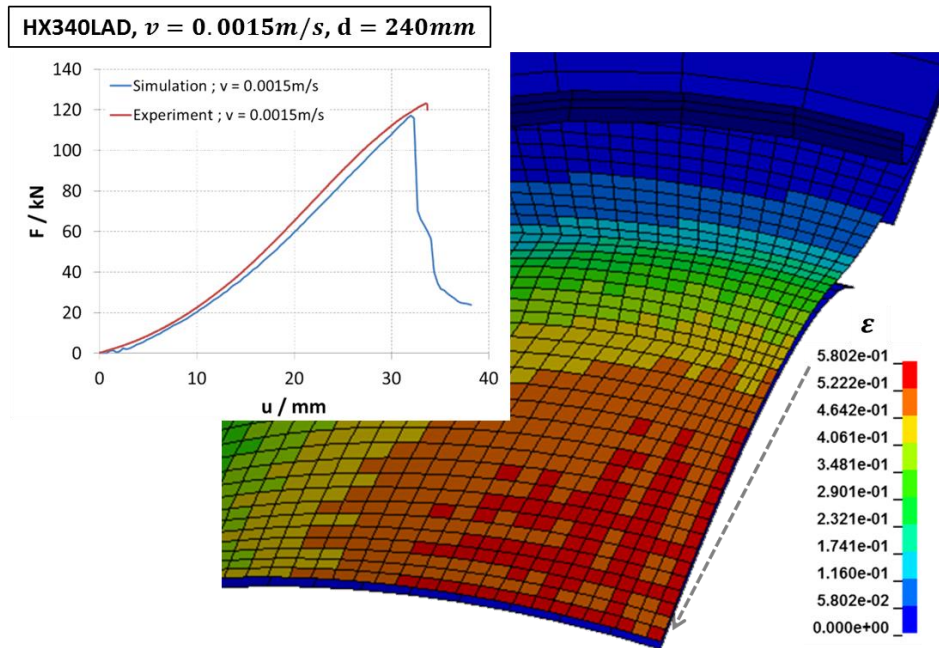 HX340LAD, v = 0.0015m/s, d = 240mm
140
120
100
80
60
40
20
0
F / kN
Simulation ; v = 0.0015m/s
Experiment ; v = 0.0015m/s
0 10 20 30 40
u / mm
ε
5.802e-01
5.222e-01
4.642e-01
4.061e-01
3.481e-01
2.901e-01
2.321e-01
1.741e-01
1.160e-01
5.802e-02
0.000e+00